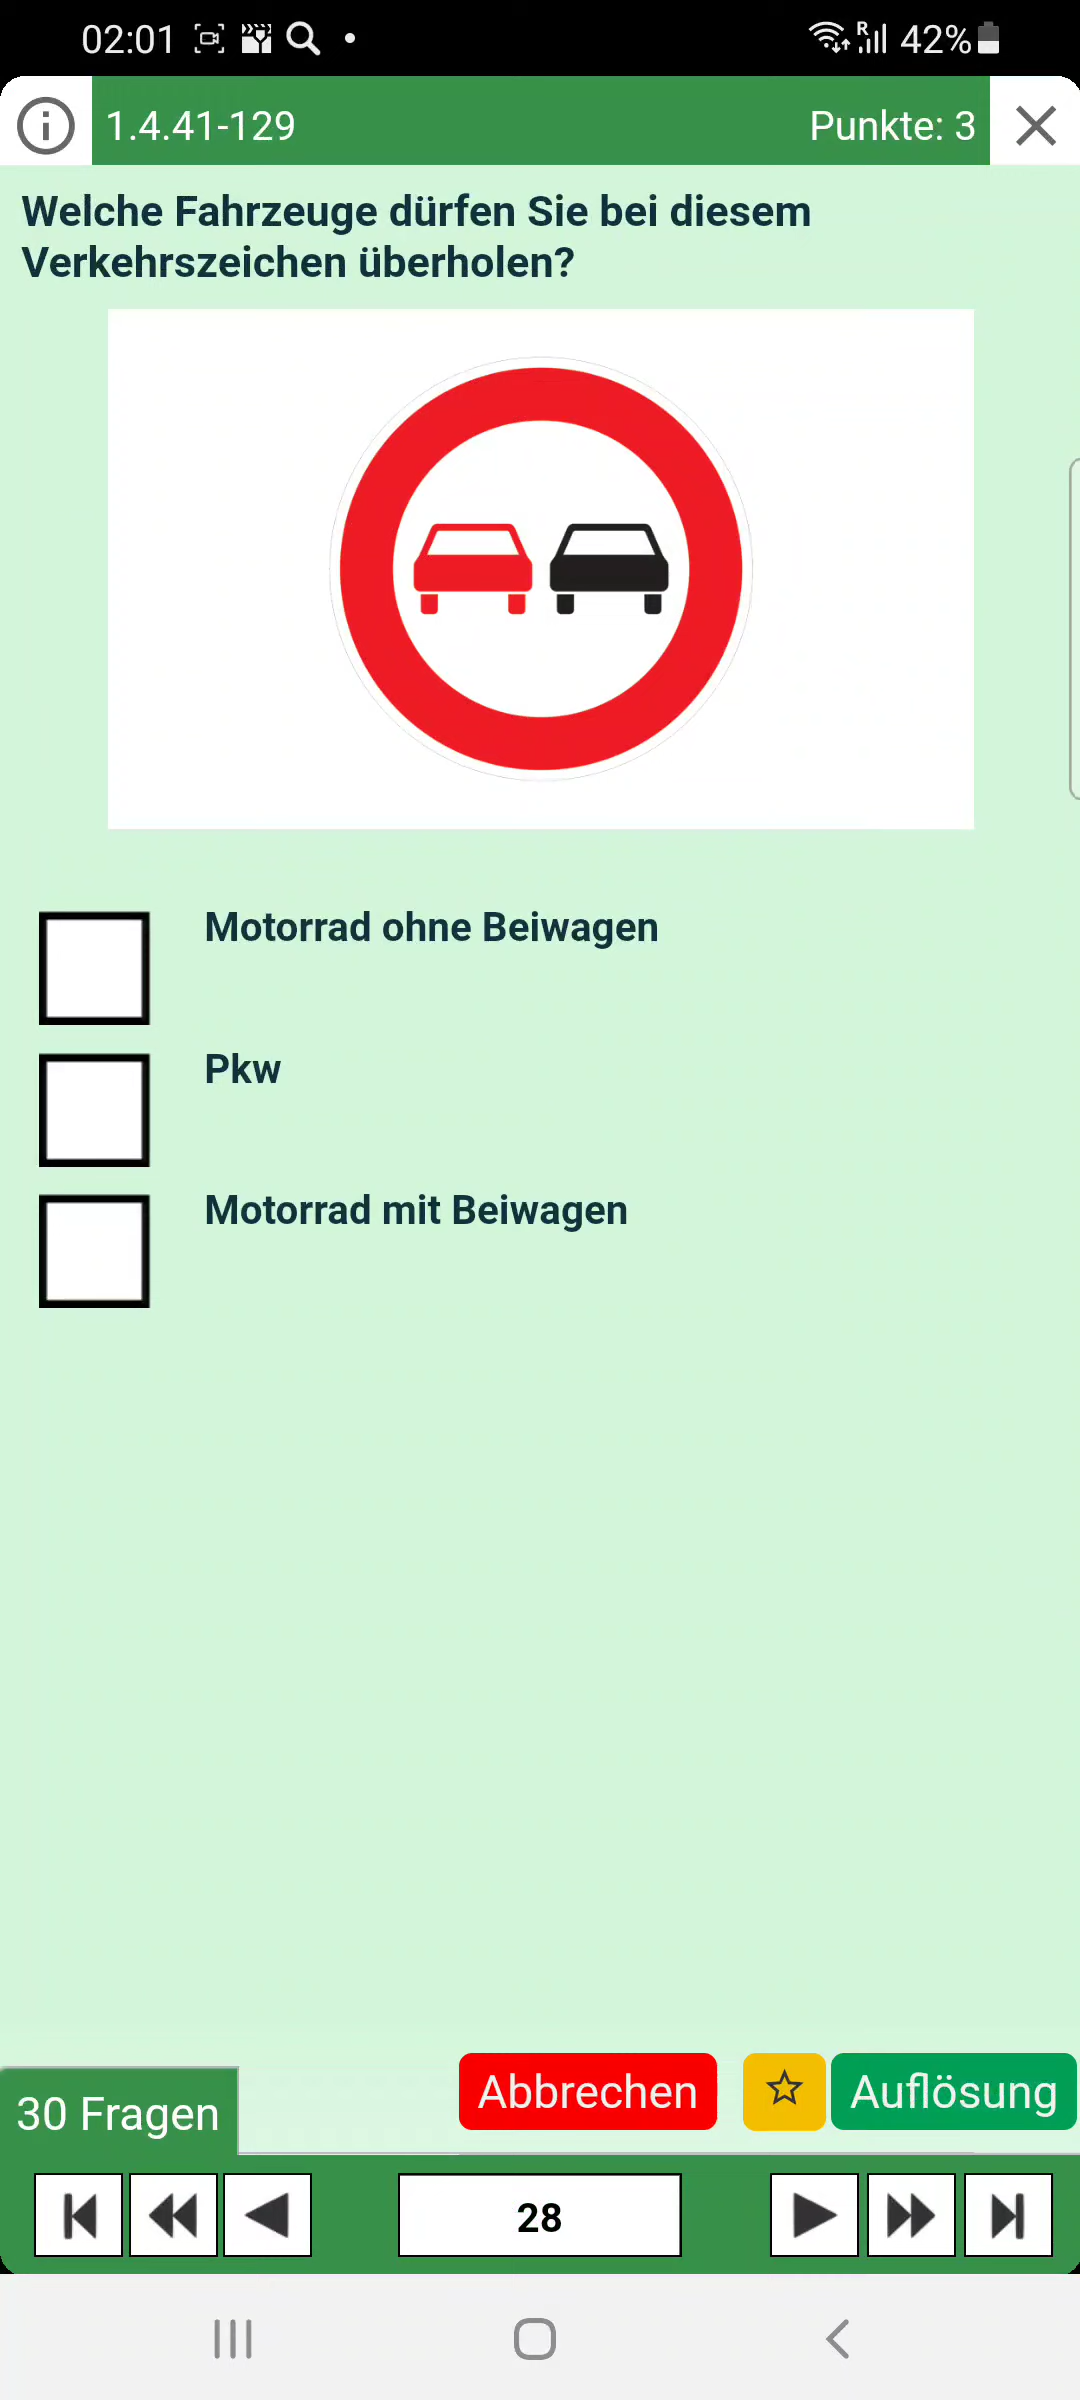 02:01 R 42%
1.4.41-129 Punkte: 3
Welche Fahrzeuge dürfen Sie bei diesem
Verkehrszeichen überholen?
Motorrad ohne Beiwagen
Pkw
Motorrad mit Beiwagen
30 Fragen Abbrechen Auflösung
28